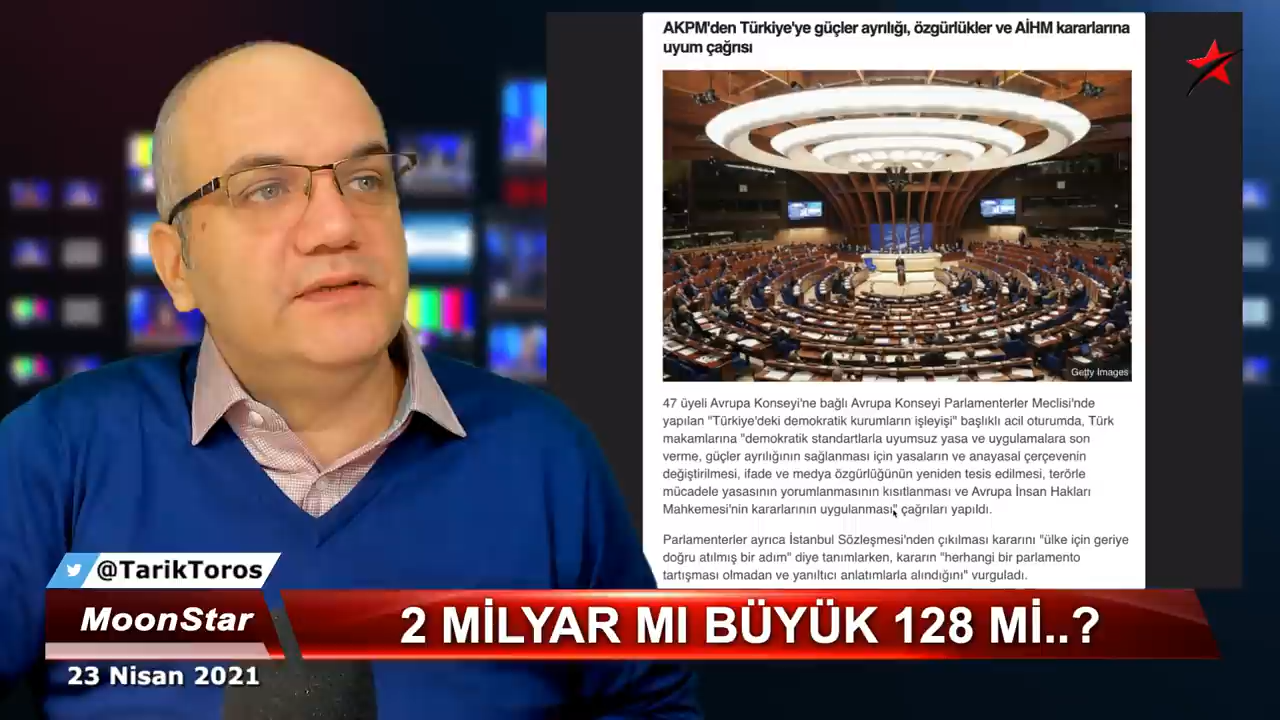 AKPM'den Türkiye'ye güçler ayrılığı, özgürlükler ve AİHM kararlarına
uyum çağrısı
Getty Images
47 üyeli Avrupa Konseyi'ne bağlı Avrupa Konseyi Parlamenterler Meclisi'nde
yapılan "Türkiye'deki demokratik kurumların işleyişi" başlıklı acil oturumda, Türk
makamlarına "demokratik standartlarla uyumsuz yasa ve uygulamalara son
verme, güçler ayrılığının sağlanması için yasaların ve anayasal çerçevenin
değiştirilmesi, ifade ve medya özgürlüğünün yeniden tesis edilmesi, terörle
mücadele yasasının yorumlanmasının kısıtlanması ve Avrupa İnsan Hakları
Mahkemesi'nin kararlarının uygulanması" çağrıları yapıldı.
Parlamenterler ayrıca İstanbul Sözleşmesi'nden çıkılması kararını "ülke için geriye
doğru atılmış bir adım" diye tanımlarken, kararın "herhangi bir parlamento
tartışması olmadan ve yanıltıcı anlatımlarla alındığını" vurguladı.
@TarikToros
MoonStar
2 MİLYAR MI BÜYÜK 128 Mİ..?
23 Nisan 2021